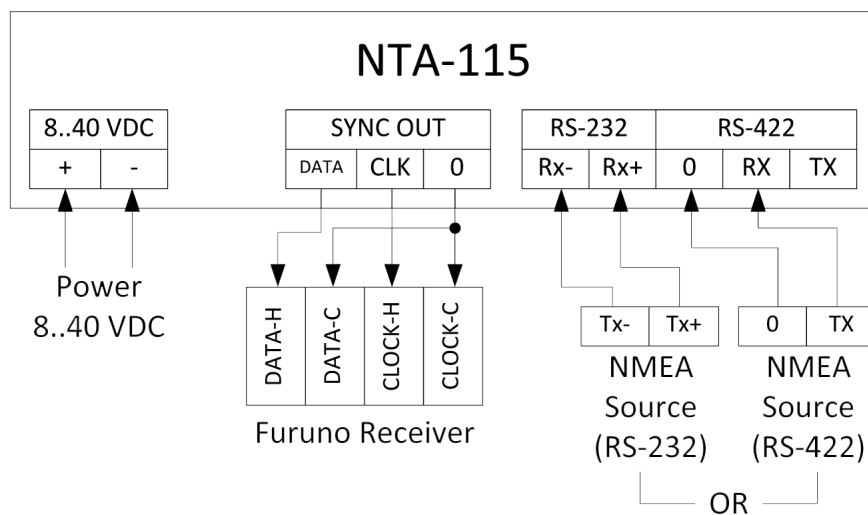 NTA-115
8..40 VDC
+ -
SYNC OUT
DATA CLK 0
RS-232 RS-422
Rx- Rx+ 0 RX TX
Power
8..40 VDC
DATA-H DATA-C CLOCK-H CLOCK-C
Furuno Receiver
Tx- Tx+
NMEA
Source
(RS-232)
0 TX
NMEA
Source
(RS-422)
OR